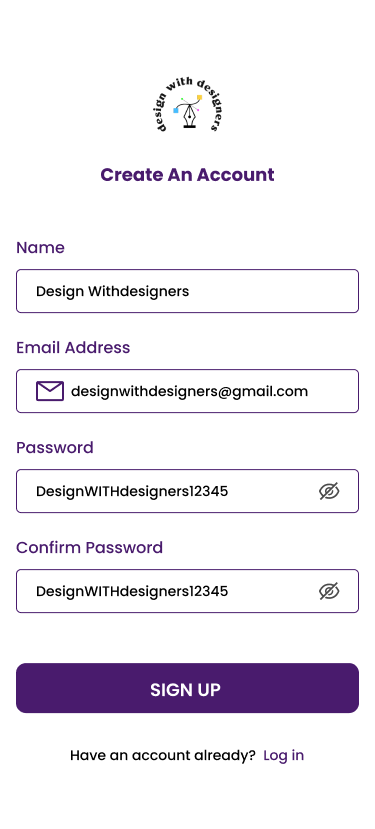 design with designers
Create An Account
Name
Design Withdesigners
Email Address
designwithdesigners@gmail.com
Password
DesignWITHdesigners12345
Confirm Password
DesignWITHdesigners12345
SIGN UP
Have an account already? Log in